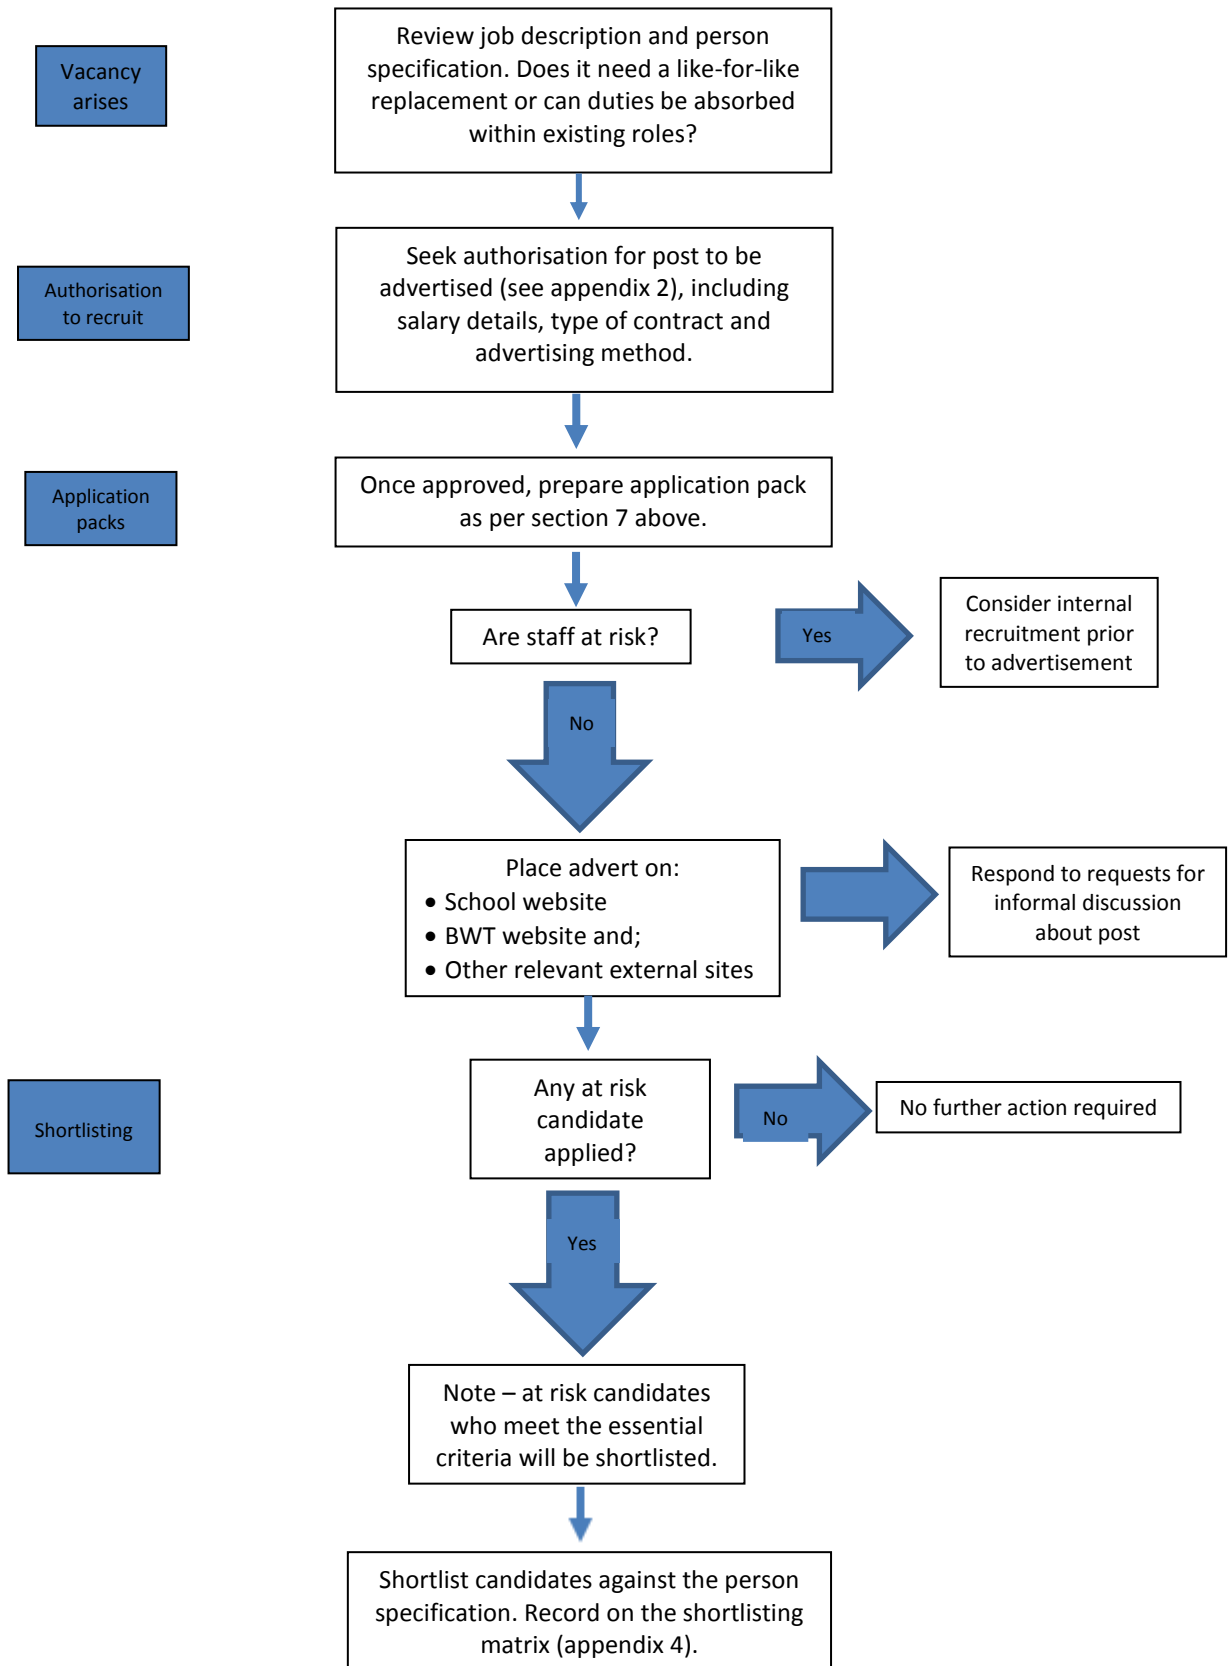 Vacancy
arises
Review job description and person
specification. Does it need a like-for-like
replacement or can duties be absorbed
within existing roles?
Authorisation
to recruit
Seek authorisation for post to be
advertised (see appendix 2), including
salary details, type of contract and
advertising method.
Application
packs
Once approved, prepare application pack
as per section 7 above.
Are staff at risk?
Yes
Consider internal
recruitment prior
to advertisement
No
Place advert on:
• School website
• BWT website and;
• Other relevant external sites
Respond to requests for
informal discussion
about post
Shortlisting
Any at risk
candidate
applied?
No
No further action required
Yes
Note – at risk candidates
who meet the essential
criteria will be shortlisted.
Shortlist candidates against the person
specification. Record on the shortlisting
matrix (appendix 4).